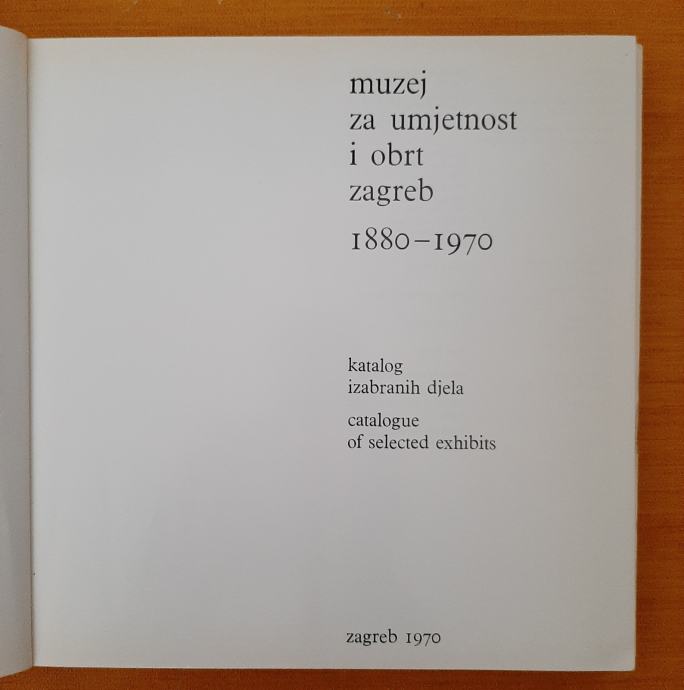 muzej
za umjetnost
i obrt
zagreb
1880–1970
katalog
izabranih djela
catalogue
of selected exhibits
zagreb 1970